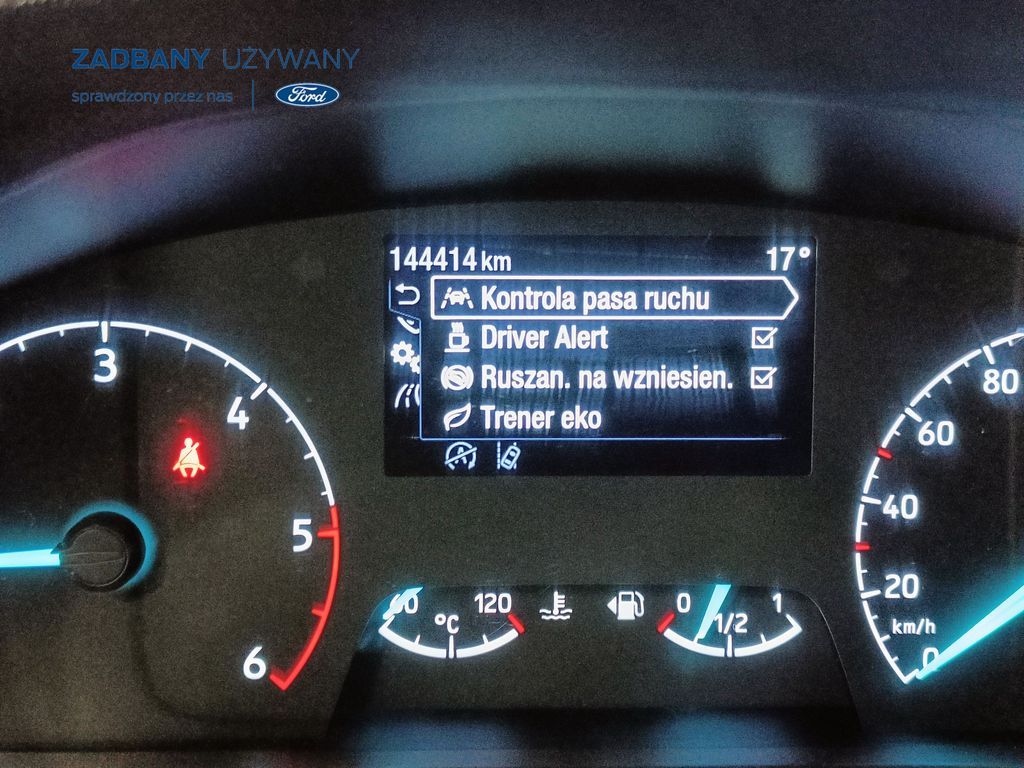 ZADBANY UŻYWANY
sprawdzony przez nas
Ford
144414 km 17°
Kontrola pasa ruchu
Driver Alert
Ruszan. na wzniesien.
Trener eko
3
4
5
6
80
60
40
20
km/h
0
60 °C 120
0 1/2 1